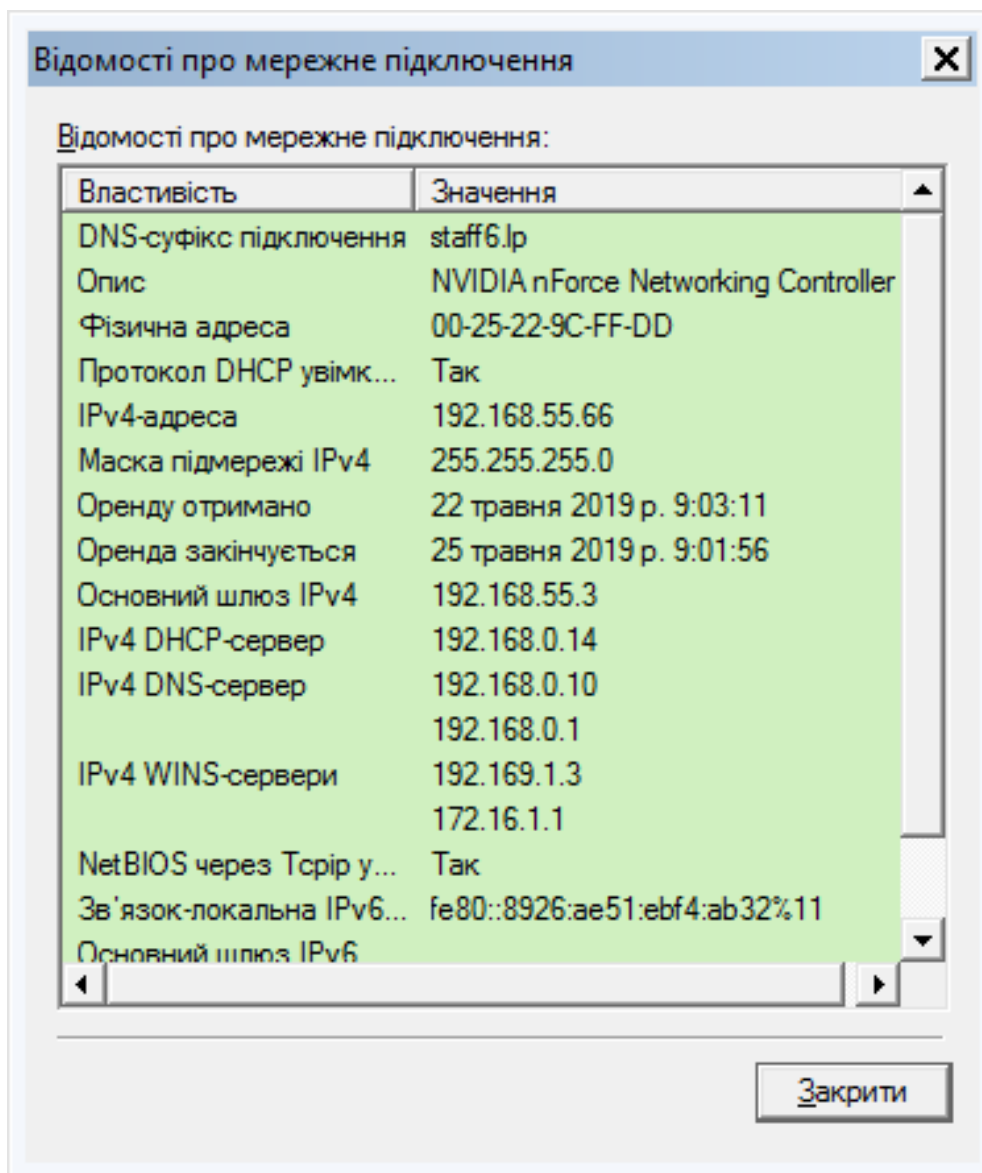 Відомості про мережне підключення
Відомості про мережне підключення:
Властивість Значення
DNS-суфікс підключення staff6.lp
Опис NVIDIA nForce Networking Controller
Фізична адреса 00-25-22-9C-FF-DD
Протокол DHCP увімк... Так
IPv4-адреса 192.168.55.66
Маска підмережі IPv4 255.255.255.0
Оренду отримано 22 травня 2019 р. 9:03:11
Оренда закінчується 25 травня 2019 р. 9:01:56
Основний шлюз IPv4 192.168.55.3
IPv4 DHCP-сервер 192.168.0.14
IPv4 DNS-сервер 192.168.0.10
192.168.0.1
IPv4 WINS-сервери 192.169.1.3
172.16.1.1
NetBIOS через Tcpip у... Так
Зв'язок-локальна IPv6... fe80::8926:ae51:ebf4:ab32%11
Основний шлюз IPv6
Закрити